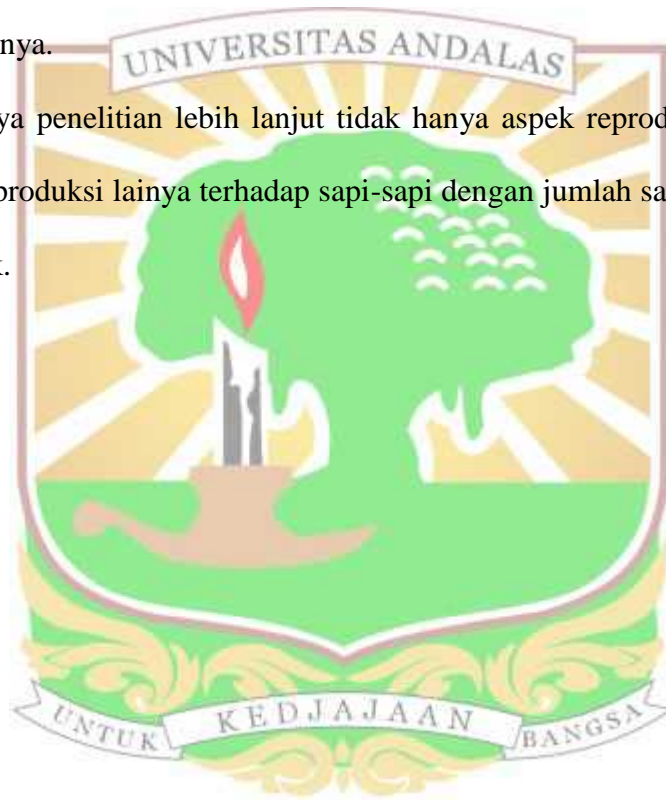 nya.
UNIVERSITAS ANDALAS
ya penelitian lebih lanjut tidak hanya aspek reprod
produksi lainya terhadap sapi-sapi dengan jumlah sa
UNTUK KEDJAJAAN BANGSA